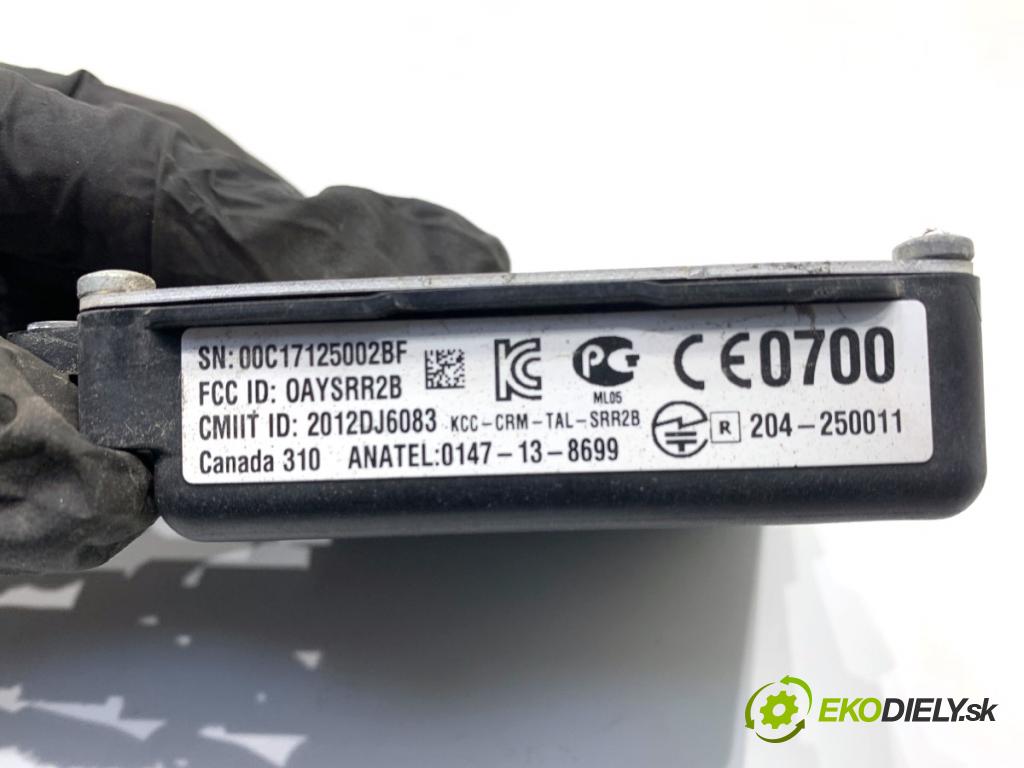 SN: 00C17125002BF
FCC ID: OAYSRR2B
CMIIT ID: 2012DJ6083 KCC-CRM-TAL-SRR2B
Canada 310 ANATEL:0147-13-8699
ML05
CE0700
R 204-250011
EKODIELY.sk